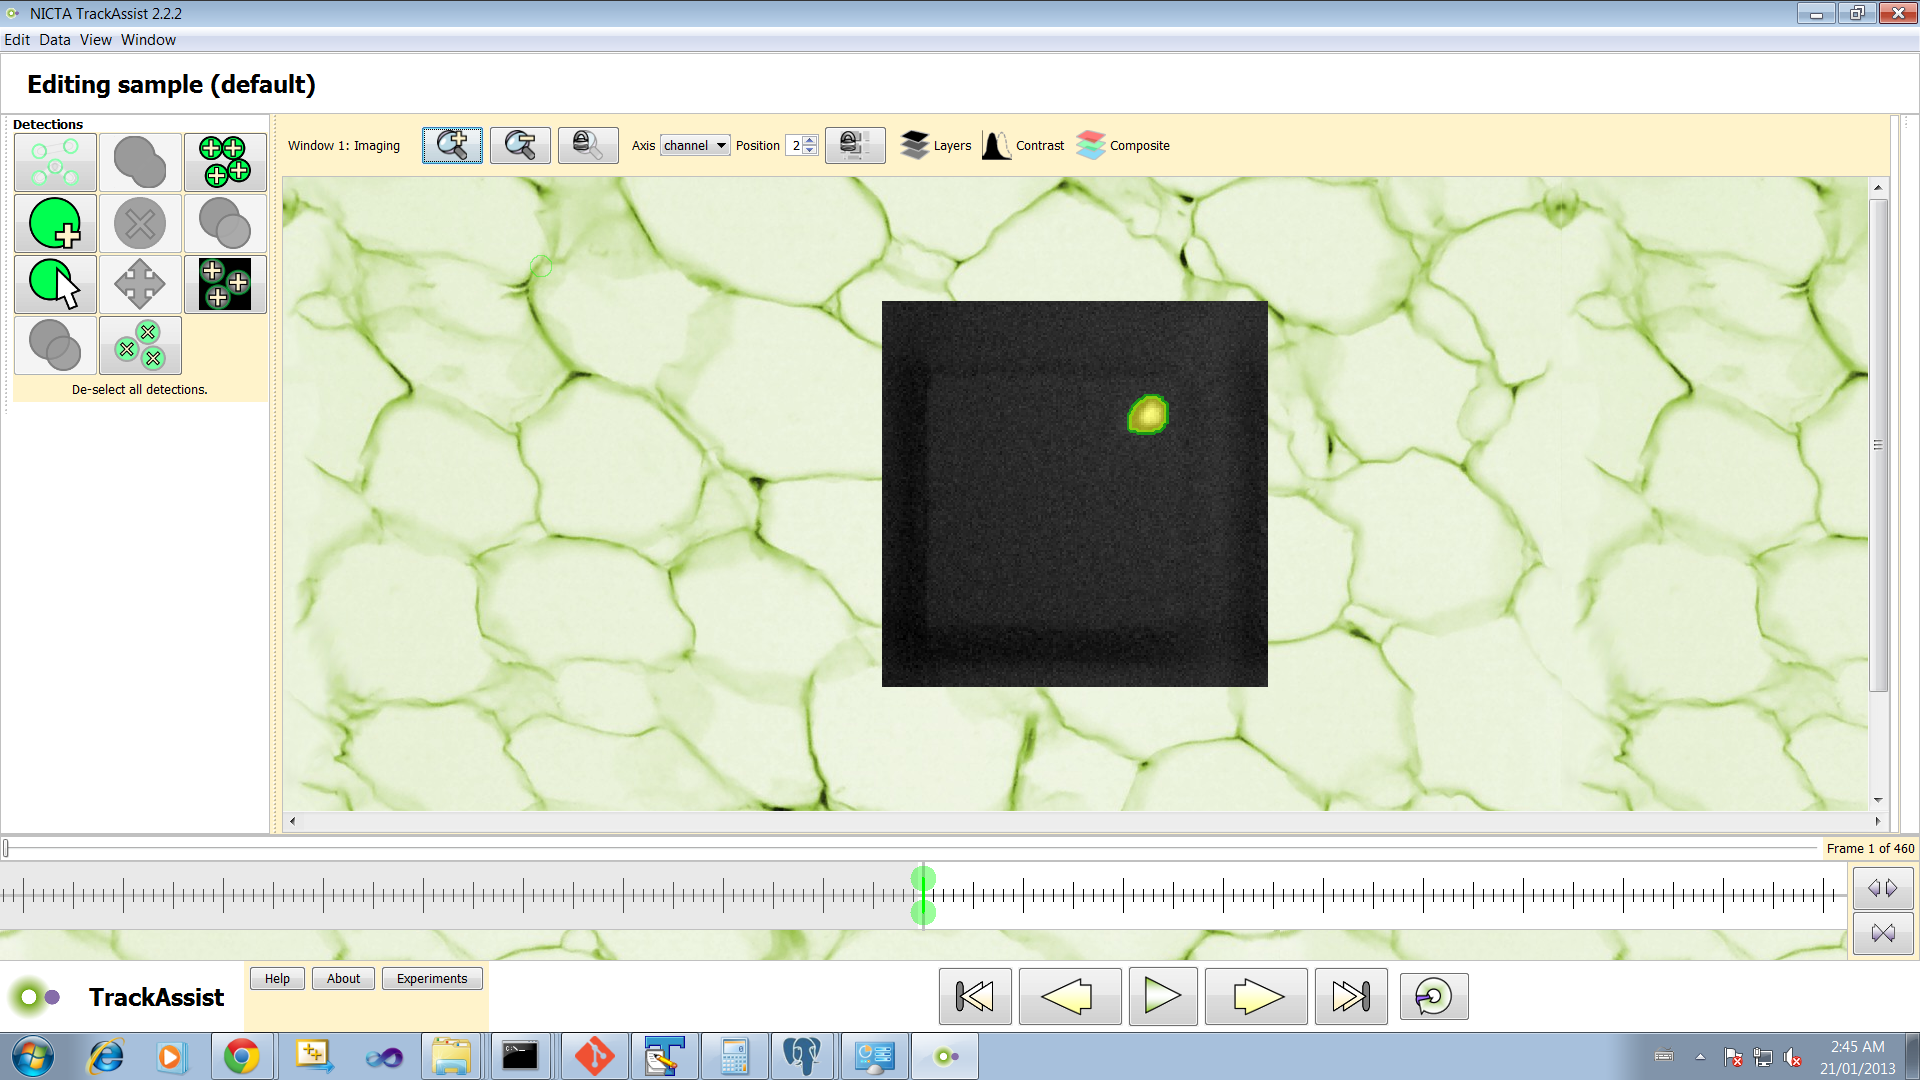 NICTA TrackAssist 2.2.2
Edit Data View Window
Editing sample (default)
Detections
Window 1: Imaging
Axis channel Position 2
Layers
Contrast
Composite
De-select all detections.
Frame 1 of 460
TrackAssist
Help
About
Experiments
2:45 AM
21/01/2013